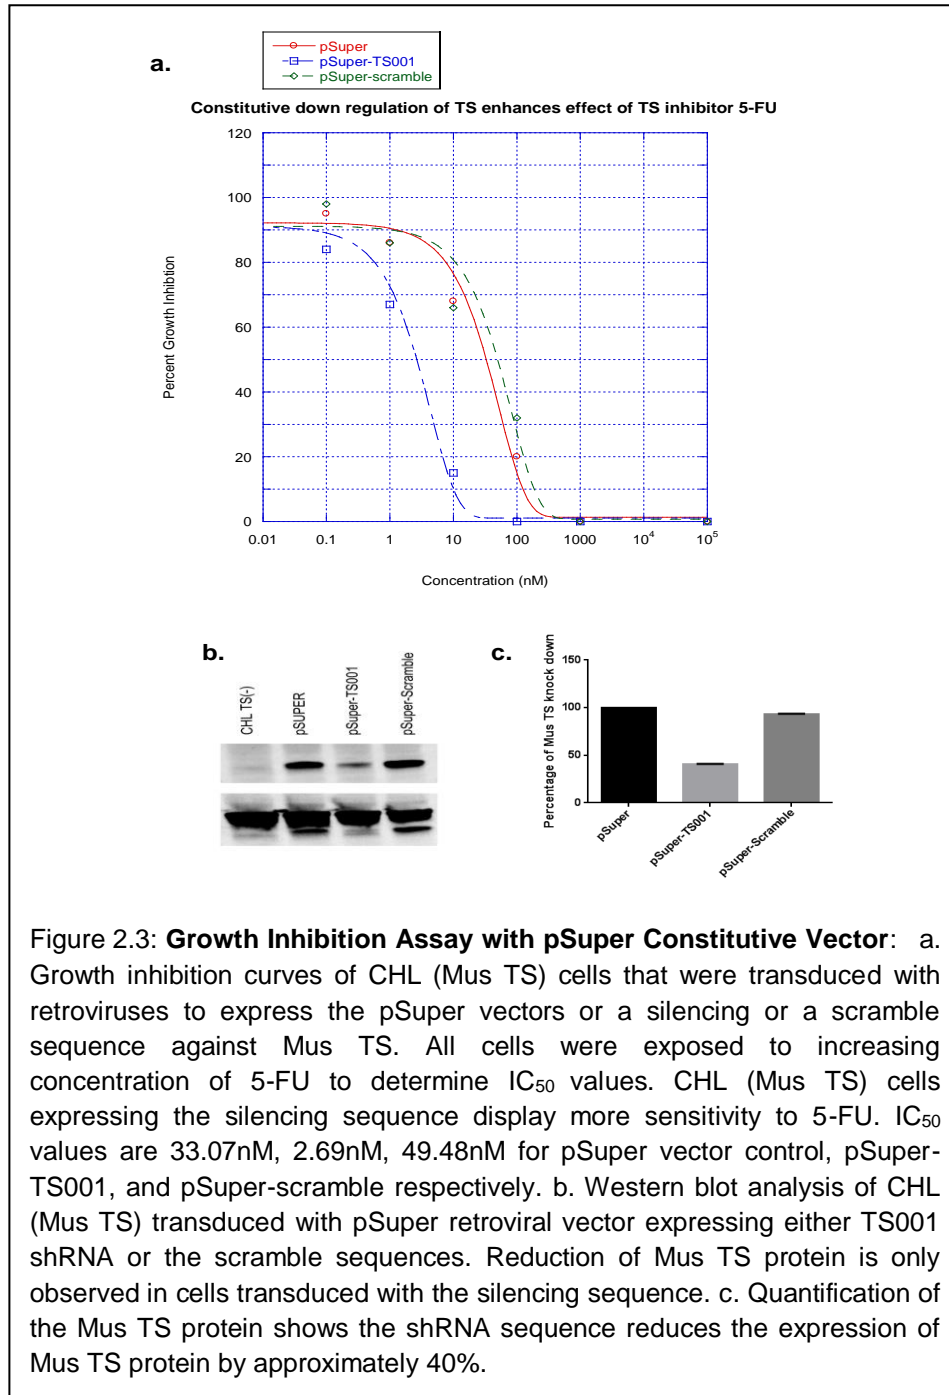 a.
pSuper
pSuper-TS001
pSuper-scramble
Constitutive down regulation of TS enhances effect of TS inhibitor 5-FU
Percent Growth Inhibtion
120
100
80
60
40
20
0
0.01 0.1 1 10 100 1000 10⁴ 10⁵
Concentration (nM)
b.
CHL TS(-)
pSUPER
pSuper-TS001
pSuper-Scramble
c.
Percentage of Mus TS knock down
150
100
50
0
pSuper
pSuper-TS001
pSuper-Scramble
Figure 2.3: Growth Inhibition Assay with pSuper Constitutive Vector: a.
Growth inhibition curves of CHL (Mus TS) cells that were transduced with
retroviruses to express the pSuper vectors or a silencing or a scramble
sequence against Mus TS. All cells were exposed to increasing
concentration of 5-FU to determine IC₅₀ values. CHL (Mus TS) cells
expressing the silencing sequence display more sensitivity to 5-FU. IC₅₀
values are 33.07nM, 2.69nM, 49.48nM for pSuper vector control, pSuper-
TS001, and pSuper-scramble respectively. b. Western blot analysis of CHL
(Mus TS) transduced with pSuper retroviral vector expressing either TS001
shRNA or the scramble sequences. Reduction of Mus TS protein is only
observed in cells transduced with the silencing sequence. c. Quantification of
the Mus TS protein shows the shRNA sequence reduces the expression of
Mus TS protein by approximately 40%.